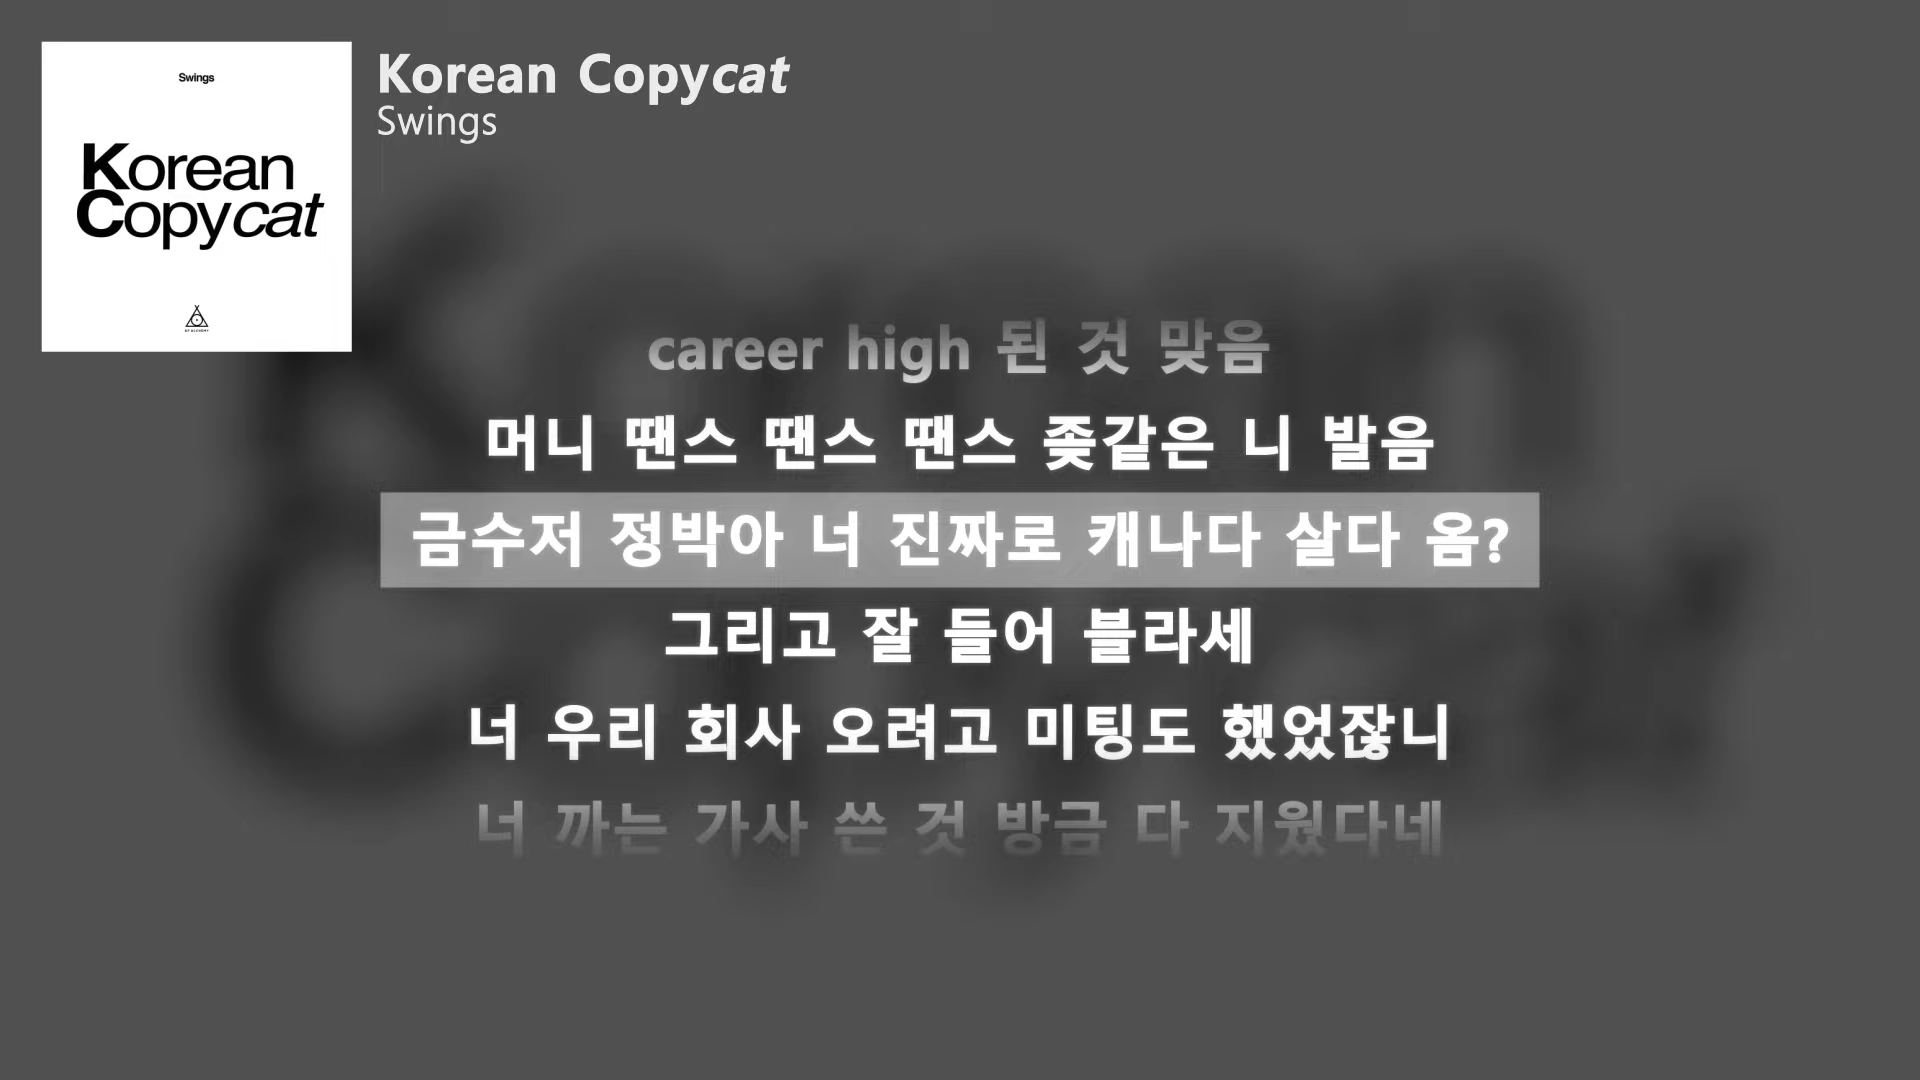 Swings
Korean
Copycat
AP ALCHEMY
Korean Copycat
Swings
career high 된 것 맞음
머니 땐스 땐스 땐스 좆같은 니 발음
금수저 정박아 너 진짜로 캐나다 살다 옴?
그리고 잘 들어 블라세
너 우리 회사 오려고 미팅도 했었잖니
너 까는 가사 쓴 것 방금 다 지웠다네